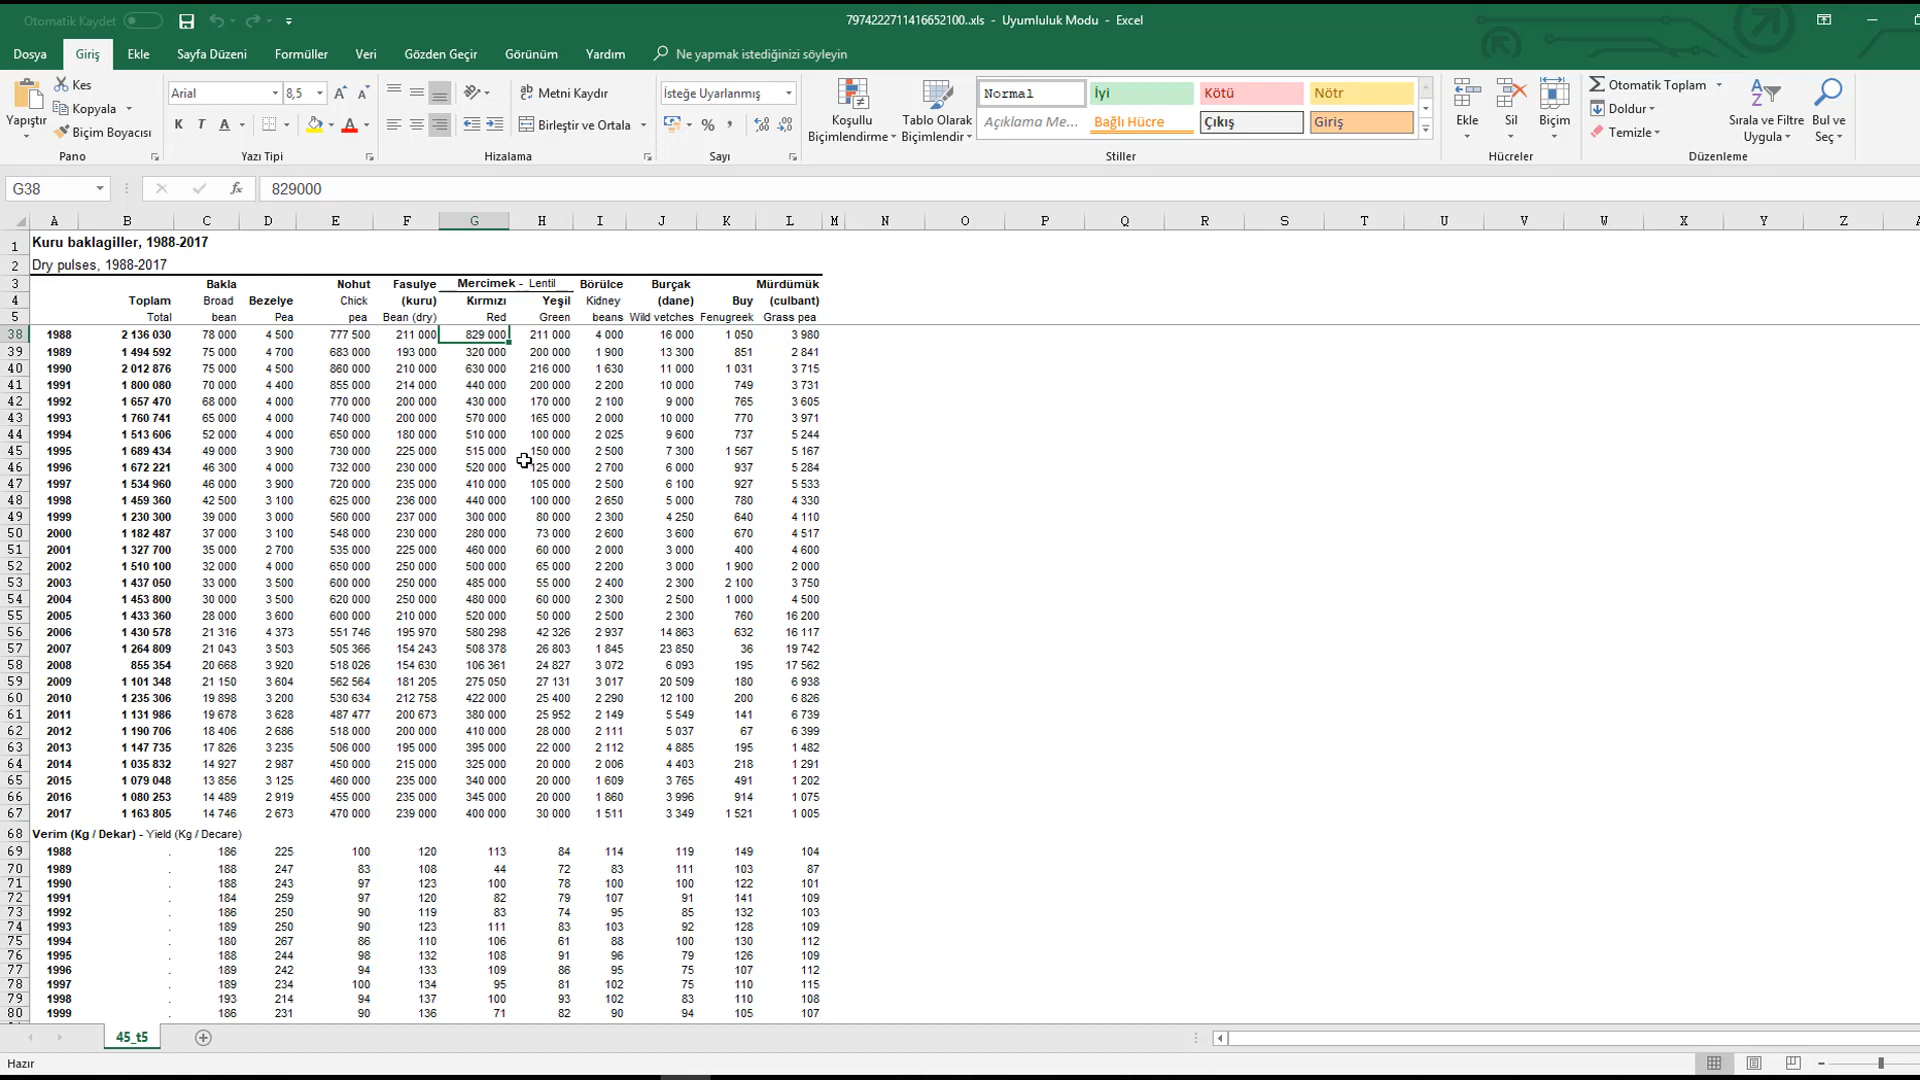 Otomatik Kaydet
7974222711416652100..xls - Uyumluluk Modu - Excel
Dosya Giriş Ekle Sayfa Düzeni Formüller Veri Gözden Geçir Görünüm Yardım Ne yapmak istediğinizi söyleyin
Yapıştır
Kes
Kopyala
Biçim Boyacısı
Pano
Arial 8,5
K T A
Yazı Tipi
Metni Kaydır
Birleştir ve Ortala
Hizalama
İsteğe Uyarlanmış
Sayı
Koşullu Biçimlendirme
Tablo Olarak Biçimlendir
Normal İyi Kötü Nötr
Açıklama Me... Bağlı Hücre Çıkış Giriş
Stiller
Ekle Sil Biçim
Hücreler
Otomatik Toplam
Doldur
Temizle
Sırala ve Filtre Uygula
Bul ve Seç
Düzenleme
G38 fx 829000
A B C D E F G H I J K L M N O P Q R S T U V W X Y Z
1 Kuru baklagiller, 1988-2017
2 Dry pulses, 1988-2017
3 Bakla Nohut Fasulye Mercimek - Lentil Börülce Burçak Mürdümük
4 Toplam Broad Bezelye Chick (kuru) Kırmızı Yeşil Kidney (dane) Buy (culbant)
5 Total bean Pea pea Bean (dry) Red Green beans Wild vetches Fenugreek Grass pea
38 1988 2 136 030 78 000 4 500 777 500 211 000 829 000 211 000 4 000 16 000 1 050 3 980
39 1989 1 494 592 75 000 4 700 683 000 193 000 320 000 200 000 1 900 13 300 851 2 841
40 1990 2 012 876 75 000 4 500 860 000 210 000 630 000 216 000 1 630 11 000 1 031 3 715
41 1991 1 800 080 70 000 4 400 855 000 214 000 440 000 200 000 2 200 10 000 749 3 731
42 1992 1 657 470 68 000 4 000 770 000 200 000 430 000 170 000 2 100 9 000 765 3 605
43 1993 1 760 741 65 000 4 000 740 000 200 000 570 000 165 000 2 000 10 000 770 3 971
44 1994 1 513 606 52 000 4 000 650 000 180 000 510 000 100 000 2 025 9 600 737 5 244
45 1995 1 689 434 49 000 3 900 730 000 225 000 515 000 150 000 2 500 7 300 1 567 5 167
46 1996 1 672 221 46 300 4 000 732 000 230 000 520 000 125 000 2 700 6 000 937 5 284
47 1997 1 534 960 46 000 3 900 720 000 235 000 410 000 105 000 2 500 6 100 927 5 533
48 1998 1 459 360 42 500 3 100 625 000 236 000 440 000 100 000 2 650 5 000 780 4 330
49 1999 1 230 300 39 000 3 000 560 000 237 000 300 000 80 000 2 300 4 250 640 4 110
50 2000 1 182 487 37 000 3 100 548 000 230 000 280 000 73 000 2 600 3 600 670 4 517
51 2001 1 327 700 35 000 2 700 535 000 225 000 460 000 60 000 2 000 3 000 400 4 600
52 2002 1 510 100 32 000 4 000 650 000 250 000 500 000 65 000 2 200 3 000 1 900 2 000
53 2003 1 437 050 33 000 3 500 600 000 250 000 485 000 55 000 2 400 2 300 2 100 3 750
54 2004 1 453 800 30 000 3 500 620 000 250 000 480 000 60 000 2 300 2 500 1 000 4 500
55 2005 1 433 360 28 000 3 600 600 000 210 000 520 000 50 000 2 500 2 300 760 16 200
56 2006 1 430 578 21 316 4 373 551 746 195 970 580 298 42 326 2 937 14 863 632 16 117
57 2007 1 264 809 21 043 3 503 505 366 154 243 508 378 26 803 1 845 23 850 36 19 742
58 2008 855 354 20 668 3 920 518 026 154 630 106 361 24 827 3 072 6 093 195 17 562
59 2009 1 101 348 21 150 3 604 562 564 181 205 275 050 27 131 3 017 20 509 180 6 938
60 2010 1 235 306 19 898 3 200 530 634 212 758 422 000 25 400 2 290 12 100 200 6 826
61 2011 1 131 986 19 678 3 628 487 477 200 673 380 000 25 952 2 149 5 549 141 6 739
62 2012 1 190 706 18 406 2 686 518 000 200 000 410 000 28 000 2 111 5 037 67 6 399
63 2013 1 147 735 17 826 3 235 506 000 195 000 395 000 22 000 2 112 4 885 195 1 482
64 2014 1 035 832 14 927 2 987 450 000 215 000 325 000 20 000 2 006 4 403 218 1 291
65 2015 1 079 048 13 856 3 125 460 000 235 000 340 000 20 000 1 609 3 765 491 1 202
66 2016 1 080 253 14 489 2 919 455 000 235 000 345 000 20 000 1 860 3 996 914 1 075
67 2017 1 163 805 14 746 2 673 470 000 239 000 400 000 30 000 1 511 3 349 1 521 1 005
68 Verim (Kg / Dekar) - Yield (Kg / Decare)
69 1988 . 186 225 100 120 113 84 114 119 149 104
70 1989 . 188 247 83 108 44 72 83 111 103 87
71 1990 . 188 243 97 123 100 78 100 100 122 101
72 1991 . 184 259 97 120 82 79 107 91 141 109
73 1992 . 186 250 90 119 83 74 95 85 132 103
74 1993 . 189 250 90 123 111 83 103 92 128 109
75 1994 . 180 267 86 110 106 61 88 100 130 112
76 1995 . 188 244 98 132 108 91 96 79 126 109
77 1996 . 189 242 94 133 109 86 95 75 107 112
78 1997 . 189 234 100 134 95 81 102 75 110 115
79 1998 . 193 214 94 137 100 93 102 83 110 108
80 1999 . 186 231 90 136 71 82 90 94 105 107
45_t5
Hazır